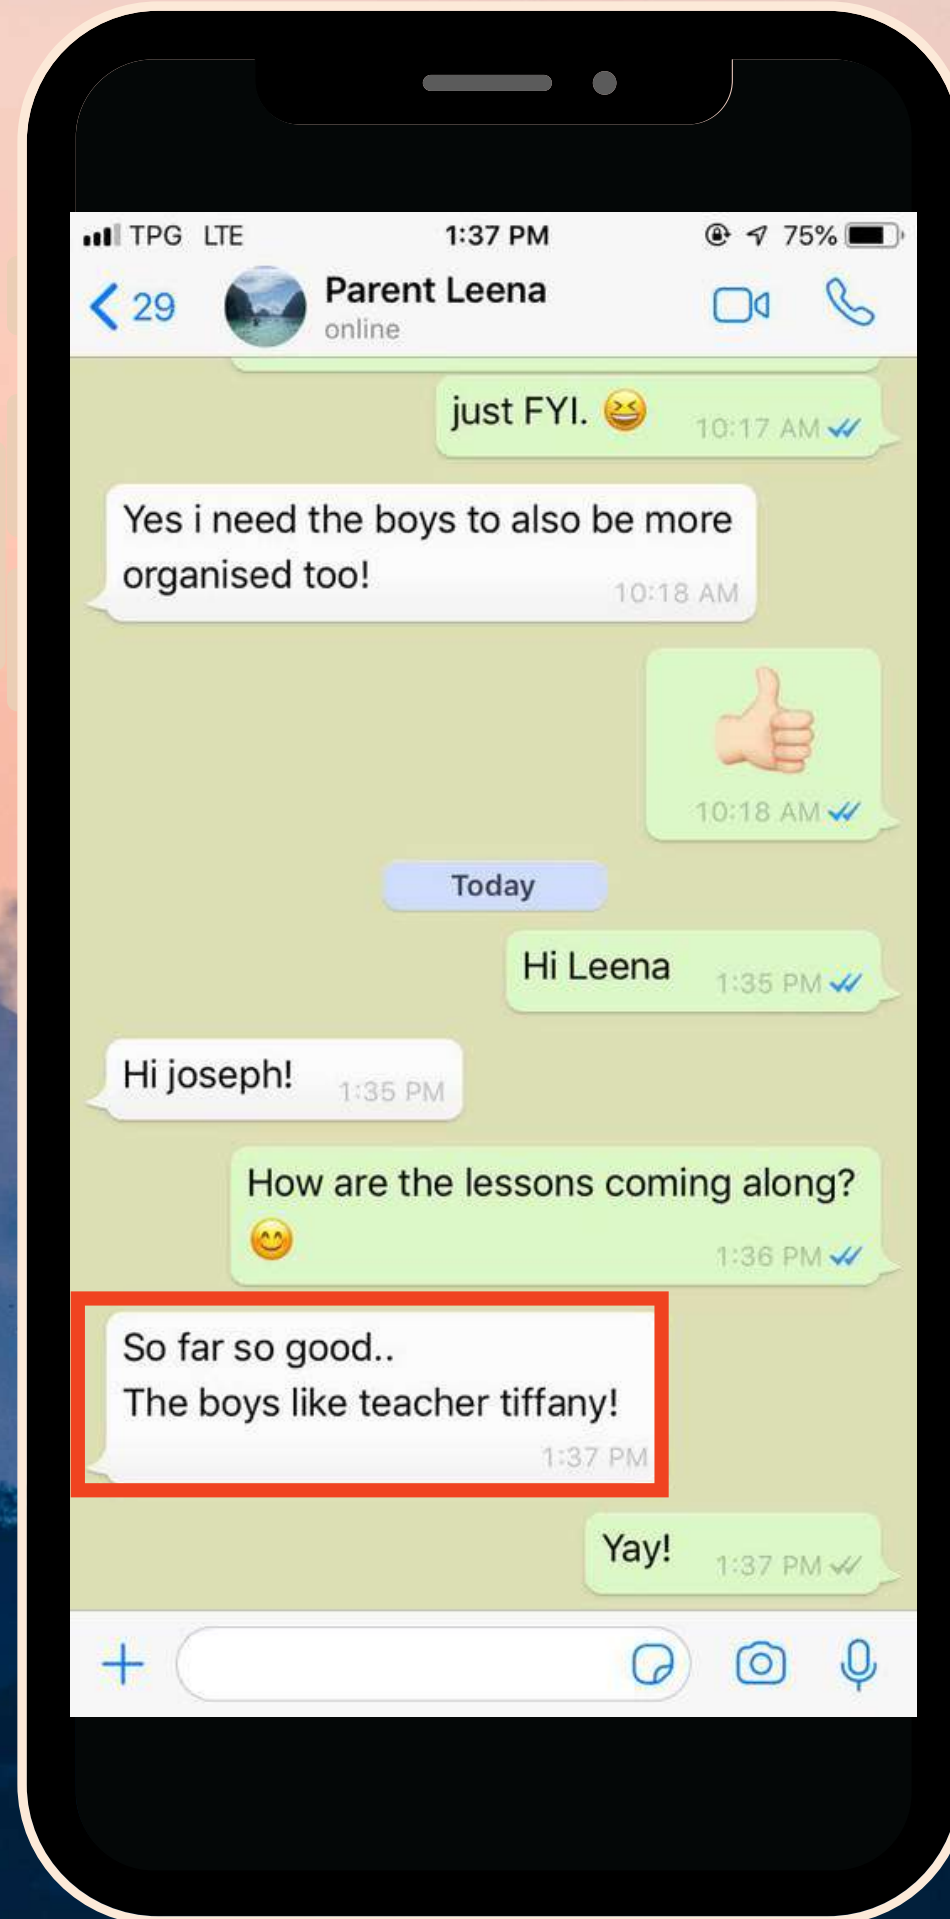 TPG LTE 1:37 PM 75%
29 Parent Leena
online
just FYI. 😆 10:17 AM
Yes i need the boys to also be more
organised too! 10:18 AM
👍🏻
10:18 AM
Today
Hi Leena 1:35 PM
Hi joseph! 1:35 PM
How are the lessons coming along?
😊 1:36 PM
So far so good..
The boys like teacher tiffany!
1:37 PM
Yay! 1:37 PM